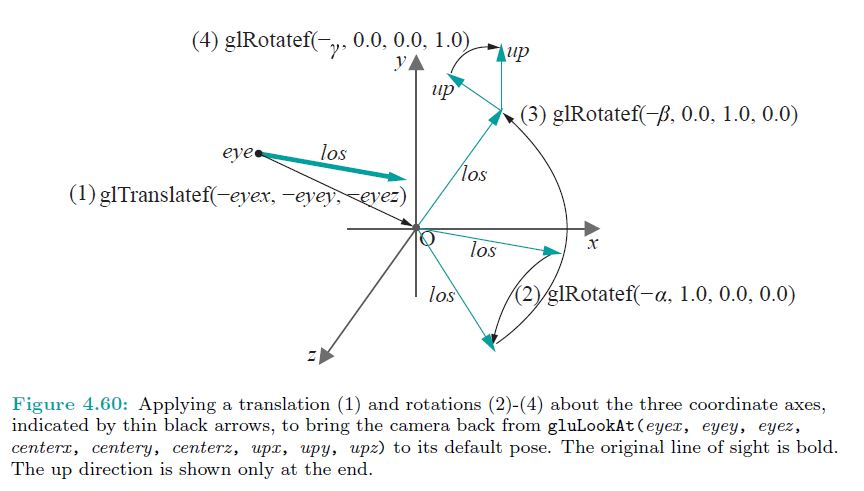 (4) glRotatef(−γ, 0.0, 0.0, 1.0)
y
up
up
(3) glRotatef(−β, 0.0, 1.0, 0.0)
eye
los
los
(1) glTranslatef(−eyex, −eyey, −eyez)
O
x
los
los
(2) glRotatef(−α, 1.0, 0.0, 0.0)
z
Figure 4.60: Applying a translation (1) and rotations (2)-(4) about the three coordinate axes,
indicated by thin black arrows, to bring the camera back from gluLookAt(eyex, eyey, eyez,
centerx, centery, centerz, upx, upy, upz) to its default pose. The original line of sight is bold.
The up direction is shown only at the end.